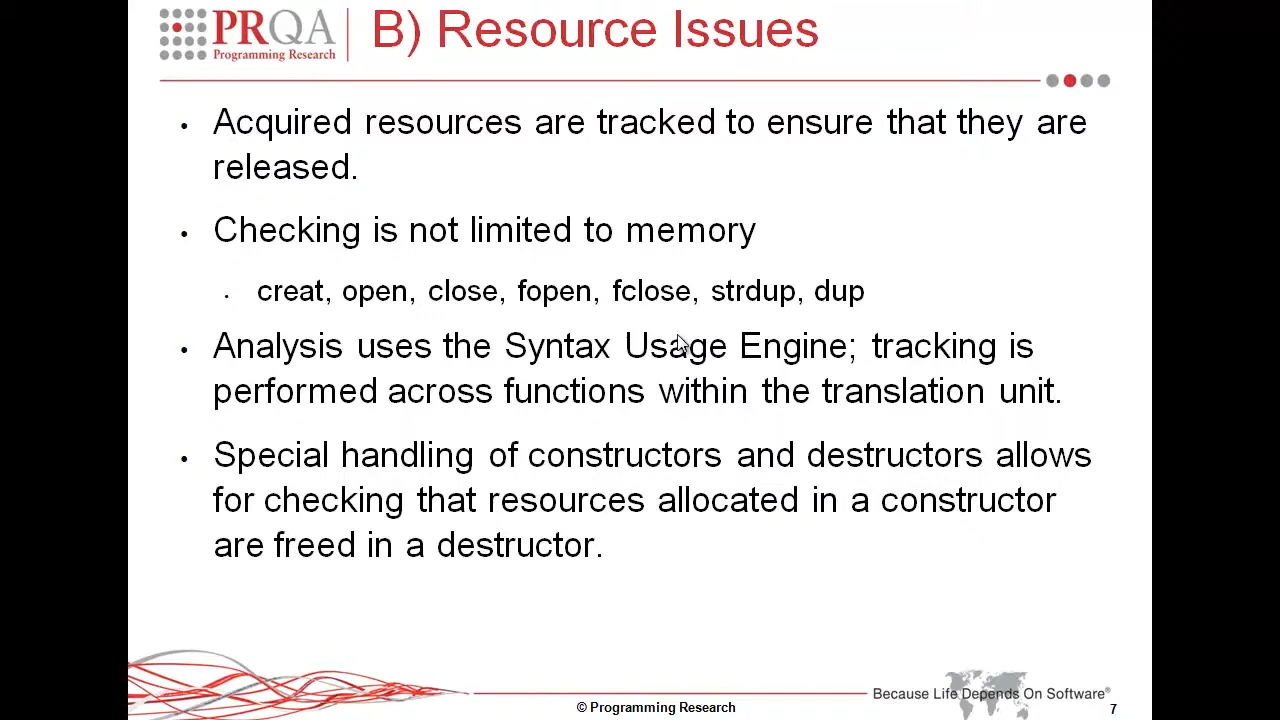 PRQA
Programming Research
B) Resource Issues
• Acquired resources are tracked to ensure that they are
released.
• Checking is not limited to memory
• creat, open, close, fopen, fclose, strdup, dup
• Analysis uses the Syntax Usage Engine; tracking is
performed across functions within the translation unit.
• Special handling of constructors and destructors allows
for checking that resources allocated in a constructor
are freed in a destructor.
Because Life Depends On Software®
© Programming Research
7